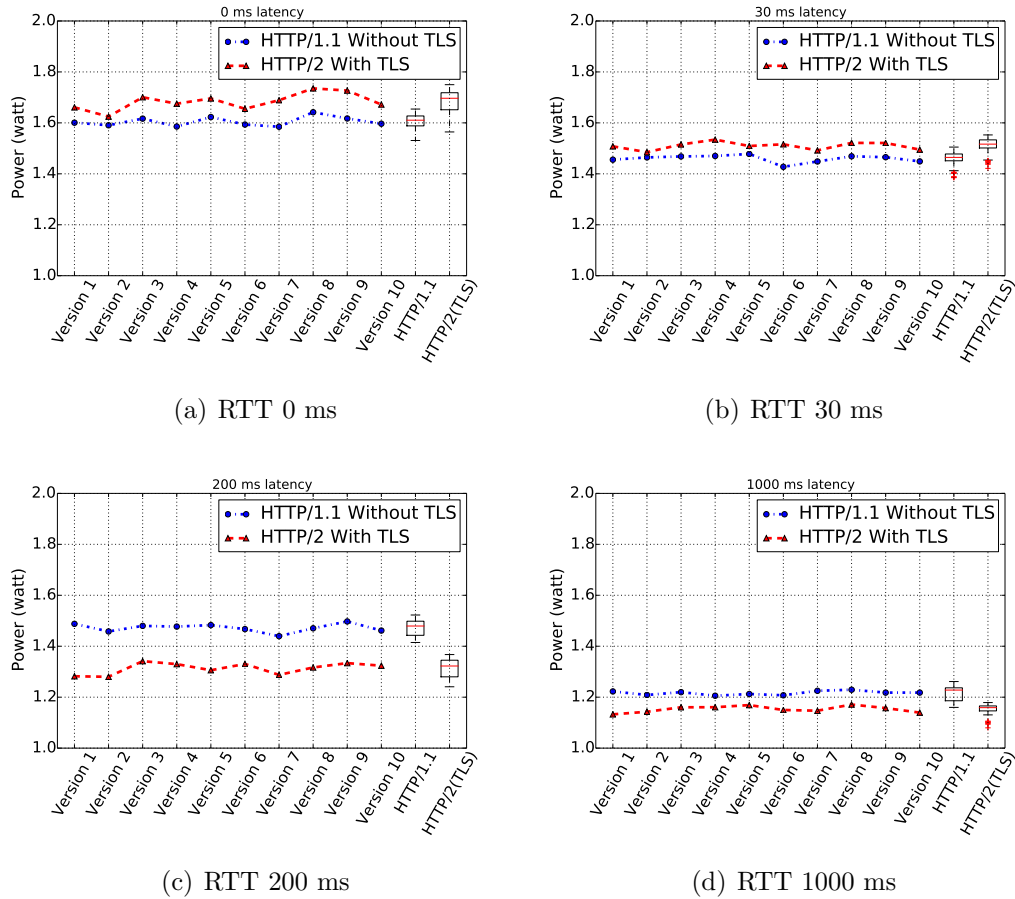 0 ms latency
Power (watt)
2.0
1.8
1.6
1.4
1.2
1.0
HTTP/1.1 Without TLS
HTTP/2 With TLS
Version 1
Version 2
Version 3
Version 4
Version 5
Version 6
Version 7
Version 8
Version 9
Version 10
HTTP/1.1
HTTP/2(TLS)
(a) RTT 0 ms
30 ms latency
Power (watt)
2.0
1.8
1.6
1.4
1.2
1.0
HTTP/1.1 Without TLS
HTTP/2 With TLS
Version 1
Version 2
Version 3
Version 4
Version 5
Version 6
Version 7
Version 8
Version 9
Version 10
HTTP/1.1
HTTP/2(TLS)
(b) RTT 30 ms
200 ms latency
Power (watt)
2.0
1.8
1.6
1.4
1.2
1.0
HTTP/1.1 Without TLS
HTTP/2 With TLS
Version 1
Version 2
Version 3
Version 4
Version 5
Version 6
Version 7
Version 8
Version 9
Version 10
HTTP/1.1
HTTP/2(TLS)
(c) RTT 200 ms
1000 ms latency
Power (watt)
2.0
1.8
1.6
1.4
1.2
1.0
HTTP/1.1 Without TLS
HTTP/2 With TLS
Version 1
Version 2
Version 3
Version 4
Version 5
Version 6
Version 7
Version 8
Version 9
Version 10
HTTP/1.1
HTTP/2(TLS)
(d) RTT 1000 ms